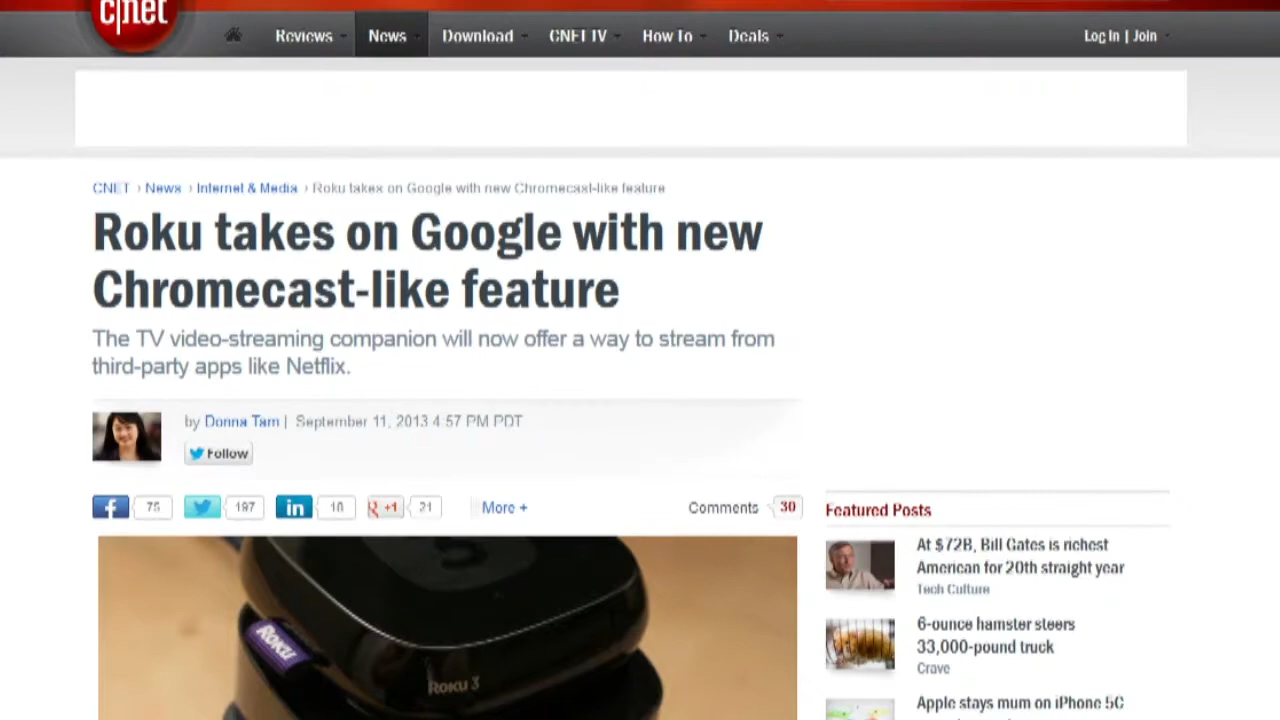 c|net
Reviews News Download CNET TV How To Deals Log In | Join
CNET › News › Internet & Media › Roku takes on Google with new Chromecast-like feature
Roku takes on Google with new
Chromecast-like feature
The TV video-streaming companion will now offer a way to stream from
third-party apps like Netflix.
by Donna Tam | September 11, 2013 4:57 PM PDT
Follow
75 197 18 +1 21 More + Comments 30
Featured Posts
At $72B, Bill Gates is richest
American for 20th straight year
Tech Culture
6-ounce hamster steers
33,000-pound truck
Crave
Apple stays mum on iPhone 5C
ROKU
ROKU 3